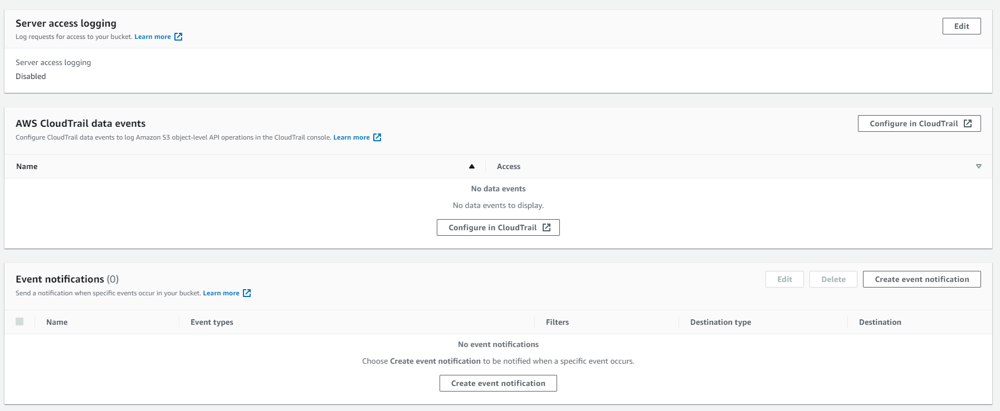 Server access logging
Edit
Log requests for access to your bucket. Learn more
Server access logging
Disabled
AWS CloudTrail data events
Configure in CloudTrail
Configure CloudTrail data events to log Amazon S3 object-level API operations in the CloudTrail console. Learn more
Name Access
No data events
No data events to display.
Configure in CloudTrail
Event notifications (0)
Edit Delete Create event notification
Send a notification when specific events occur in your bucket. Learn more
Name Event types Filters Destination type Destination
No event notifications
Choose Create event notification to be notified when a specific event occurs.
Create event notification